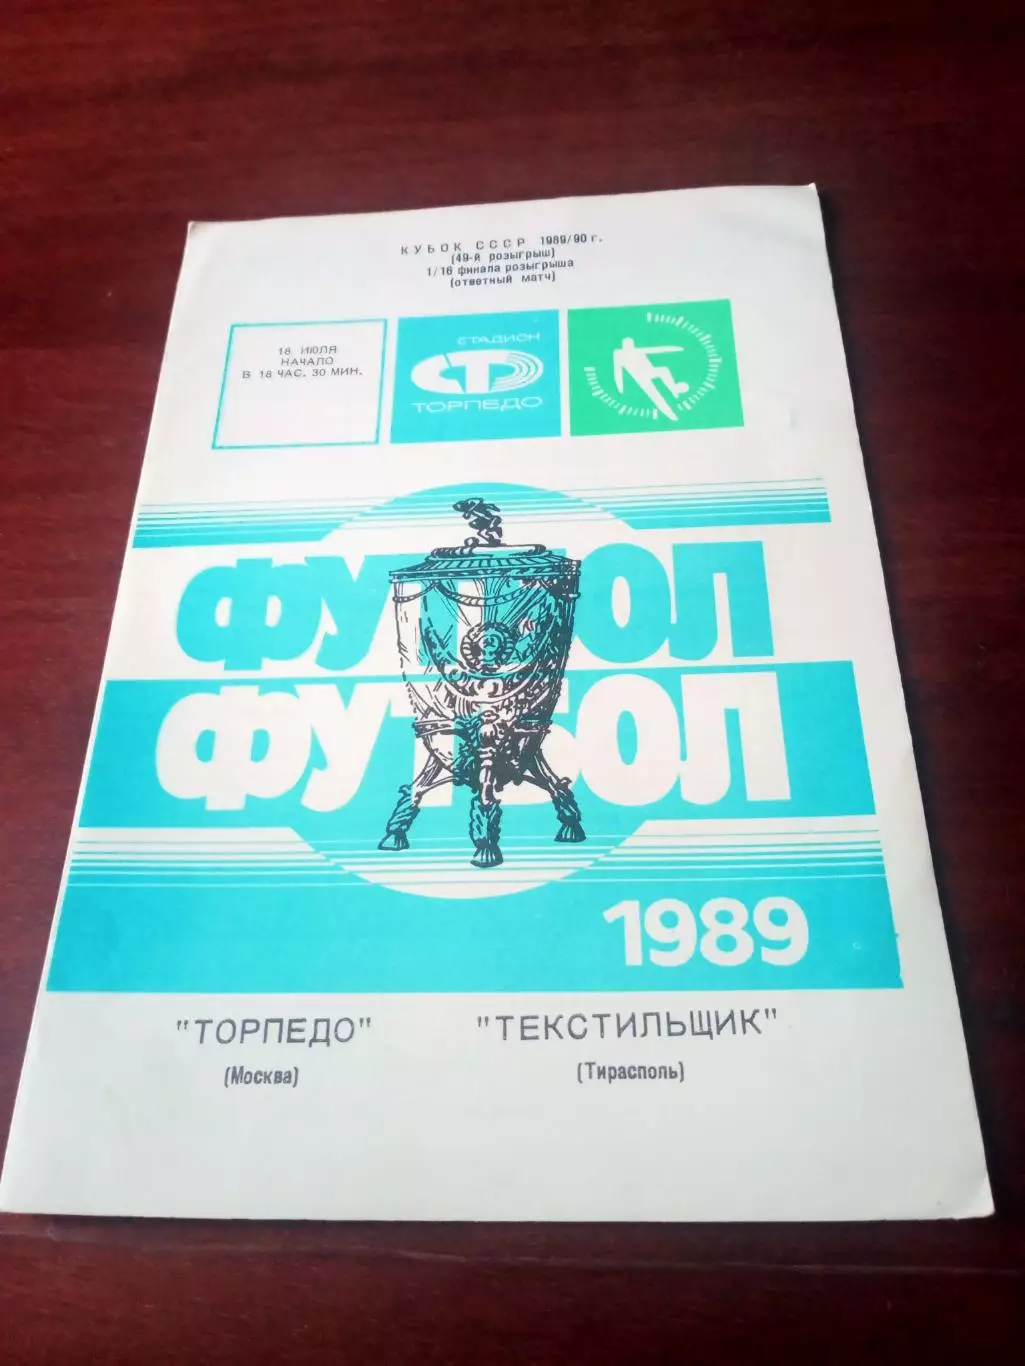 КУБОК СССР 1989/90 г.
(49-й розыгрыш)
1/16 финала розыгрыша
(ответный матч)
16 ИЮЛЯ
НАЧАЛО
В 18 ЧАС. 30 МИН.
СТАДИОН
ТОРПЕДО
ФУТБОЛ
ФУТБОЛ
1989
"ТОРПЕДО"
(Москва)
"ТЕКСТИЛЬЩИК"
(Тирасполь)